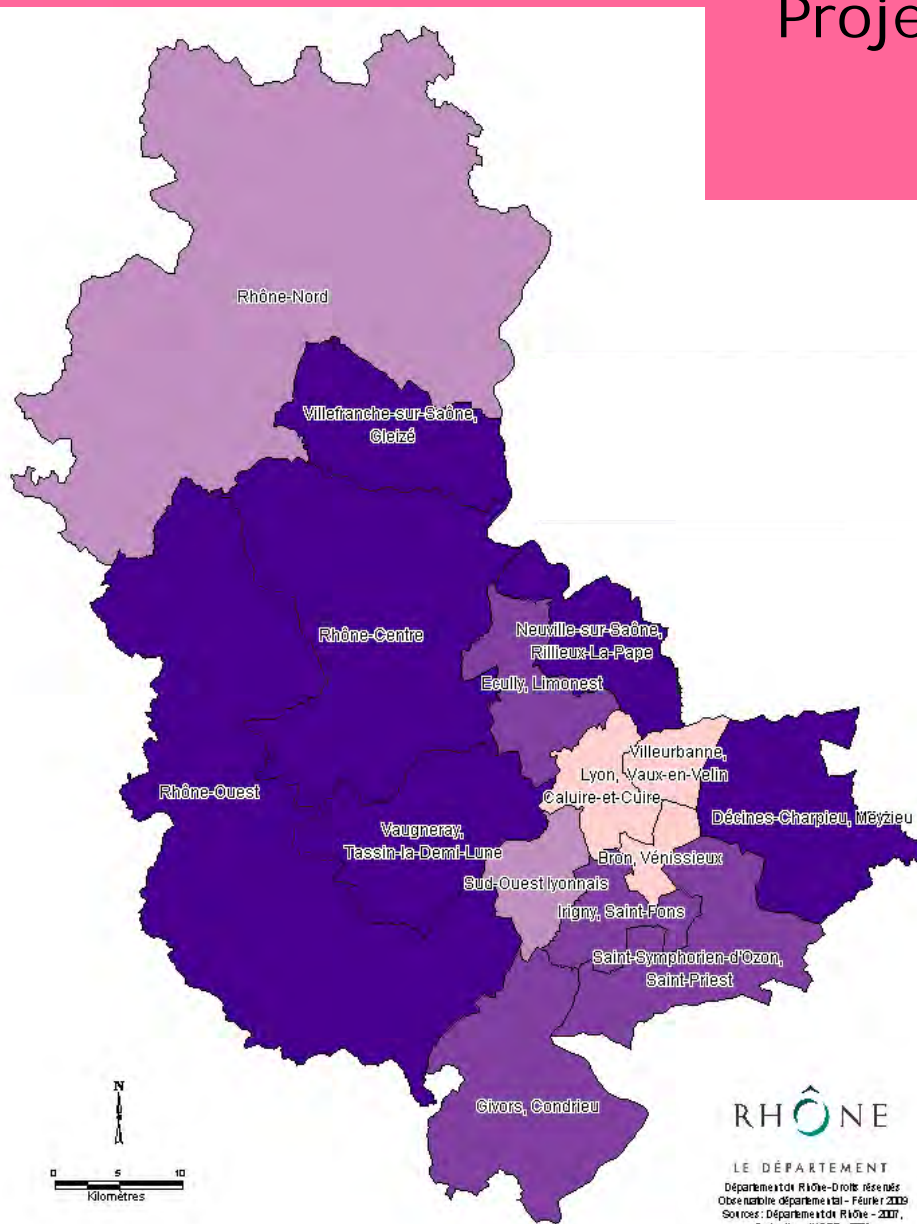 Proje
Rhône-Nord
Villefranche-sur-Saône,
Gleizé
Rhône-Centre
Neuville-sur-Saône,
Rillieux-La-Pape
Ecully, Limonest
Villeurbanne,
Lyon, Vaux-en-Velin
Caluire-et-Cuire
Rhône-Ouest
Décines-Charpieu, Meyzieu
Vaugneray,
Tassin-la-Demi-Lune
Bron, Vénissieux
Sud-Ouest lyonnais
Irigny, Saint-Fons
Saint-Symphorien-d'Ozon,
Saint-Priest
Givors, Condrieu
N
0 5 10
Kilomètres
RHÔNE
LE DÉPARTEMENT
Département du Rhône-Droits réservés
Observatoire départemental - Février 2009
Sources: Département du Rhône - 2007,